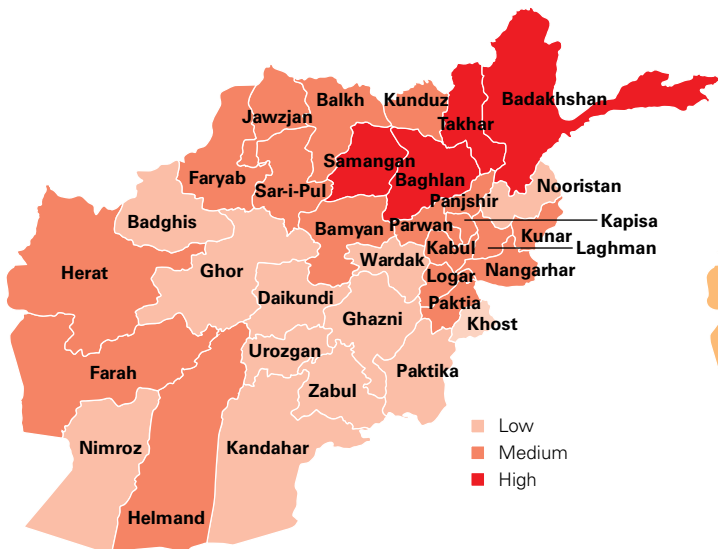 Badakhshan
Balkh
Kunduz
Jawzjan
Takhar
Samangan
Faryab
Baghlan
Sar-i-Pul
Nooristan
Panjshir
Badghis
Kapisa
Bamyan
Parwan
Kunar
Kabul
Laghman
Wardak
Herat
Ghor
Nangarhar
Logar
Daikundi
Paktia
Ghazni
Khost
Urozgan
Farah
Paktika
Zabul
Nimroz
Kandahar
Helmand
Low
Medium
High